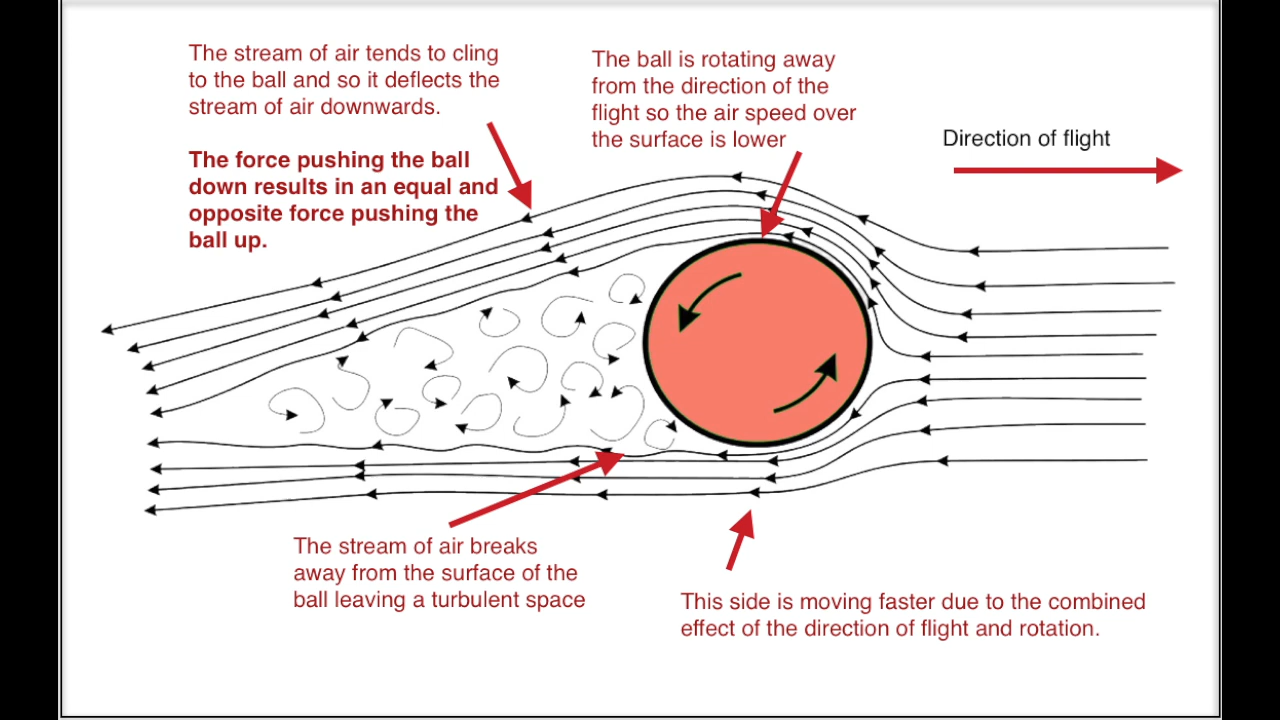 The stream of air tends to cling
to the ball and so it deflects the
stream of air downwards.
The force pushing the ball
down results in an equal and
opposite force pushing the
ball up.
The ball is rotating away
from the direction of the
flight so the air speed over
the surface is lower
Direction of flight
The stream of air breaks
away from the surface of the
ball leaving a turbulent space
This side is moving faster due to the combined
effect of the direction of flight and rotation.